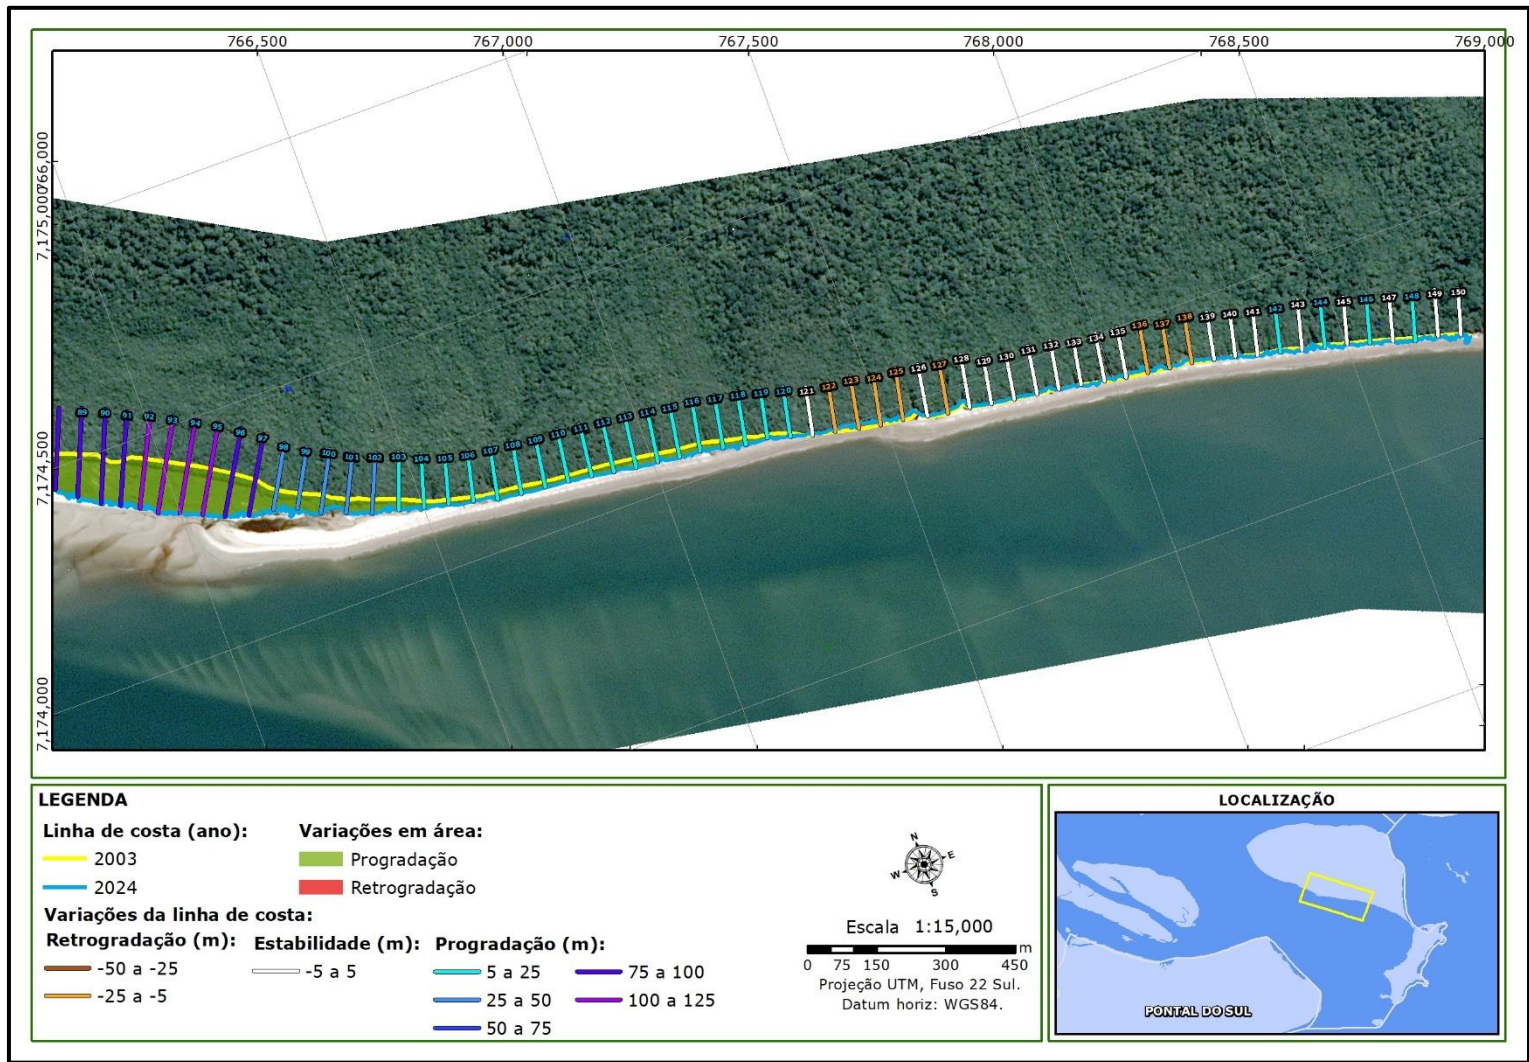 766,500 767,000 767,500 768,000 768,500 769,000
766,000
7,175,000
7,174,500
7,174,000
89 90 91 92 93 94 95 96 97 98 99 100 101 102 103 104 105 106 107 108 109 110 111 112 113 114 115 116 117 118 119 120 121 122 123 124 125 126 127 128 129 130 131 132 133 134 135 136 137 138 139 140 141 142 143 144 145 146 147 148 149 150
LEGENDA
Linha de costa (ano):
2003
2024
Variações em área:
Progradação
Retrogradação
Variações da linha de costa:
Retrogradação (m):
-50 a -25
-25 a -5
Estabilidade (m):
-5 a 5
Progradação (m):
5 a 25
25 a 50
50 a 75
75 a 100
100 a 125
N
E
W
S
Escala 1:15,000
m
0 75 150 300 450
Projeção UTM, Fuso 22 Sul.
Datum horiz: WGS84.
LOCALIZAÇÃO
PONTAL DO SUL